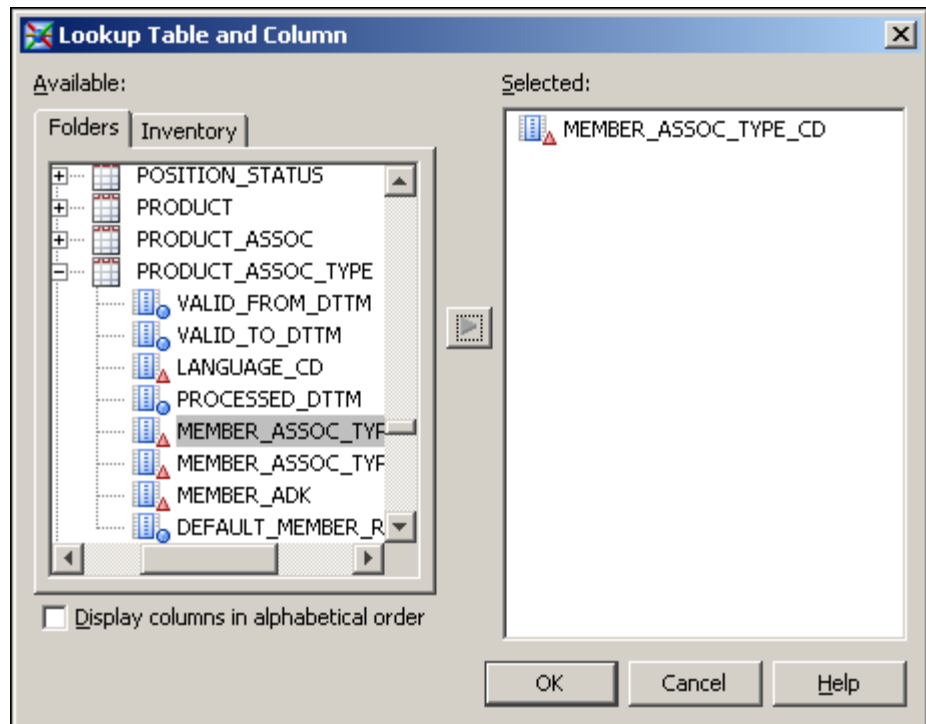 Lookup Table and Column
Available:
Selected:
Folders
Inventory
POSITION_STATUS
PRODUCT
PRODUCT_ASSOC
PRODUCT_ASSOC_TYPE
VALID_FROM_DTTM
VALID_TO_DTTM
LANGUAGE_CD
PROCESSED_DTTM
MEMBER_ASSOC_TYP
MEMBER_ASSOC_TYP
MEMBER_ADK
DEFAULT_MEMBER_R
MEMBER_ASSOC_TYPE_CD
Display columns in alphabetical order
OK Cancel Help